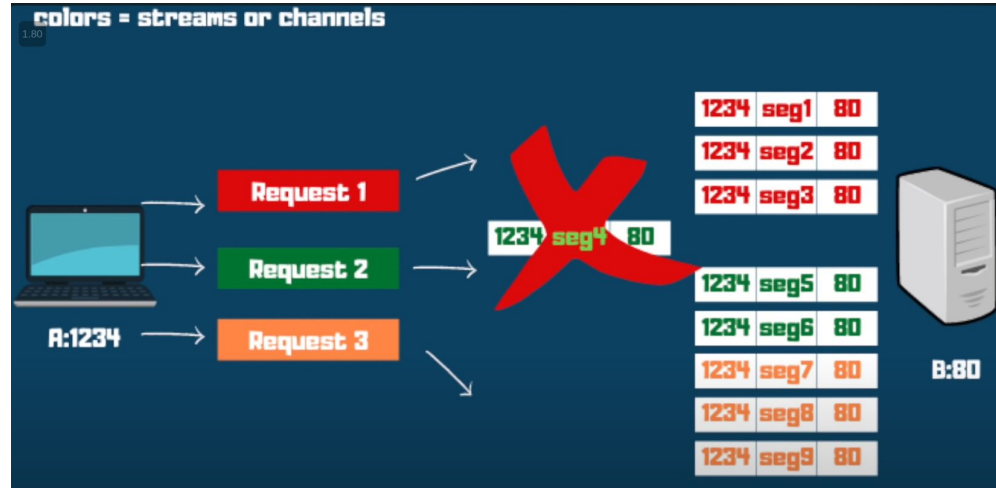 colors = streams or channels
1.80
1234 seg1 80
1234 seg2 80
Request 1
1234 seg3 80
1234 seg4 80
Request 2
1234 seg5 80
1234 seg6 80
A:1234
Request 3
1234 seg7 80
B:80
1234 seg8 80
1234 seg9 80